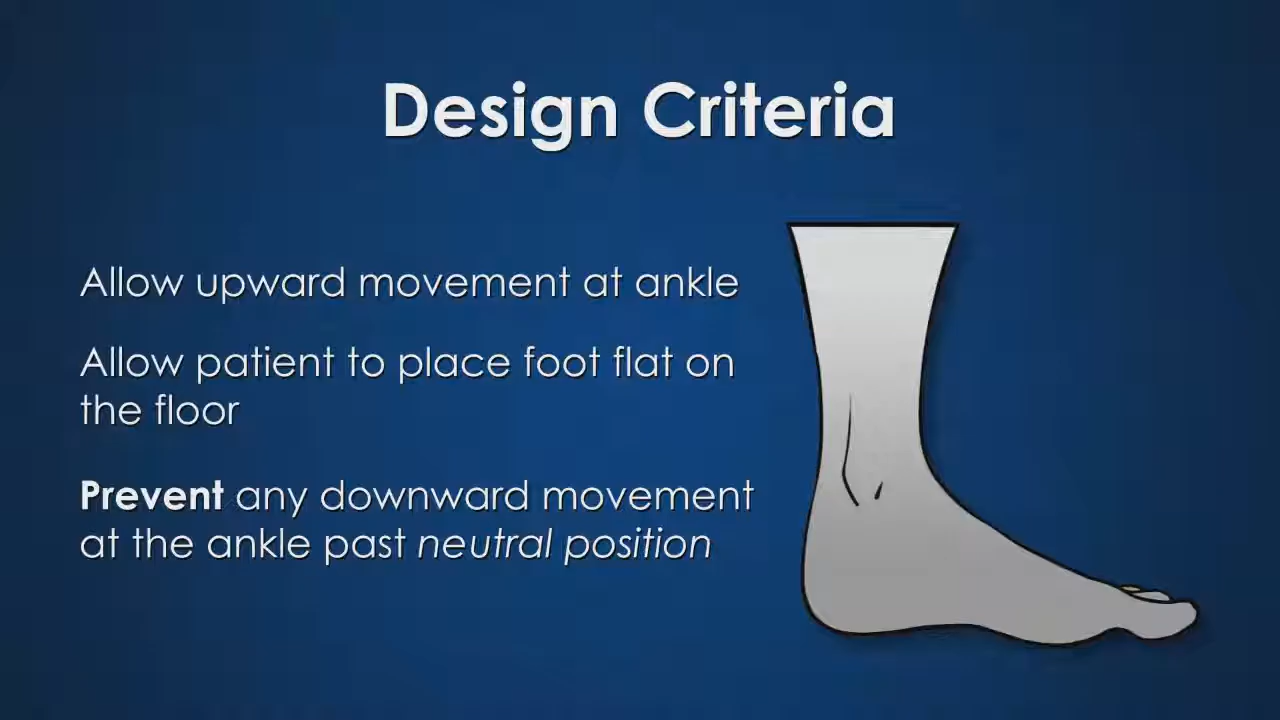 Design Criteria
Allow upward movement at ankle
Allow patient to place foot flat on
the floor
Prevent any downward movement
at the ankle past neutral position